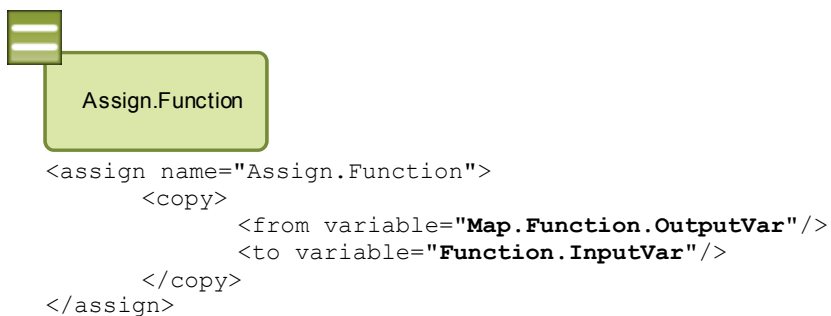 Assign.Function
<assign name="Assign.Function">
<copy>
<from variable="Map.Function.OutputVar"/>
<to variable="Function.InputVar"/>
</copy>
</assign>